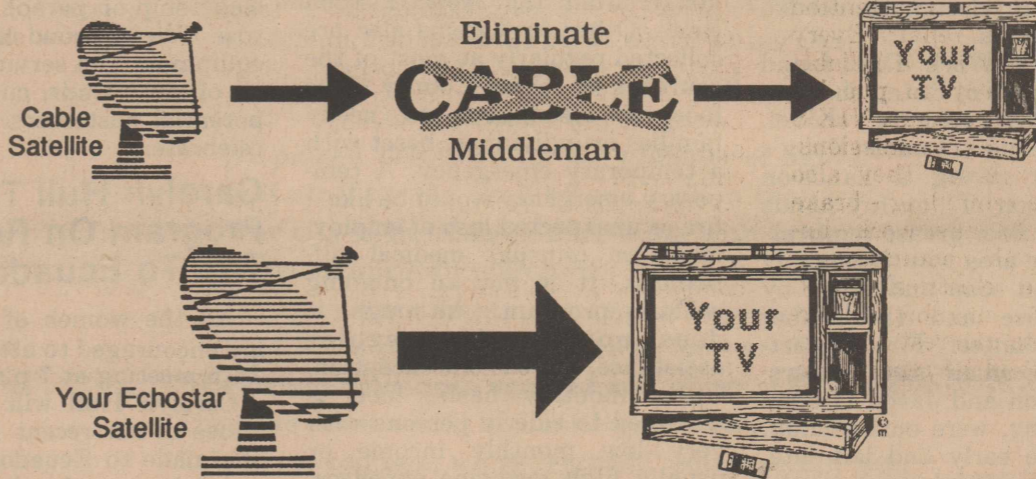 Eliminate
CABLE
Middleman
Cable
Satellite
Your
TV
Your Echostar
Satellite
Your
TV